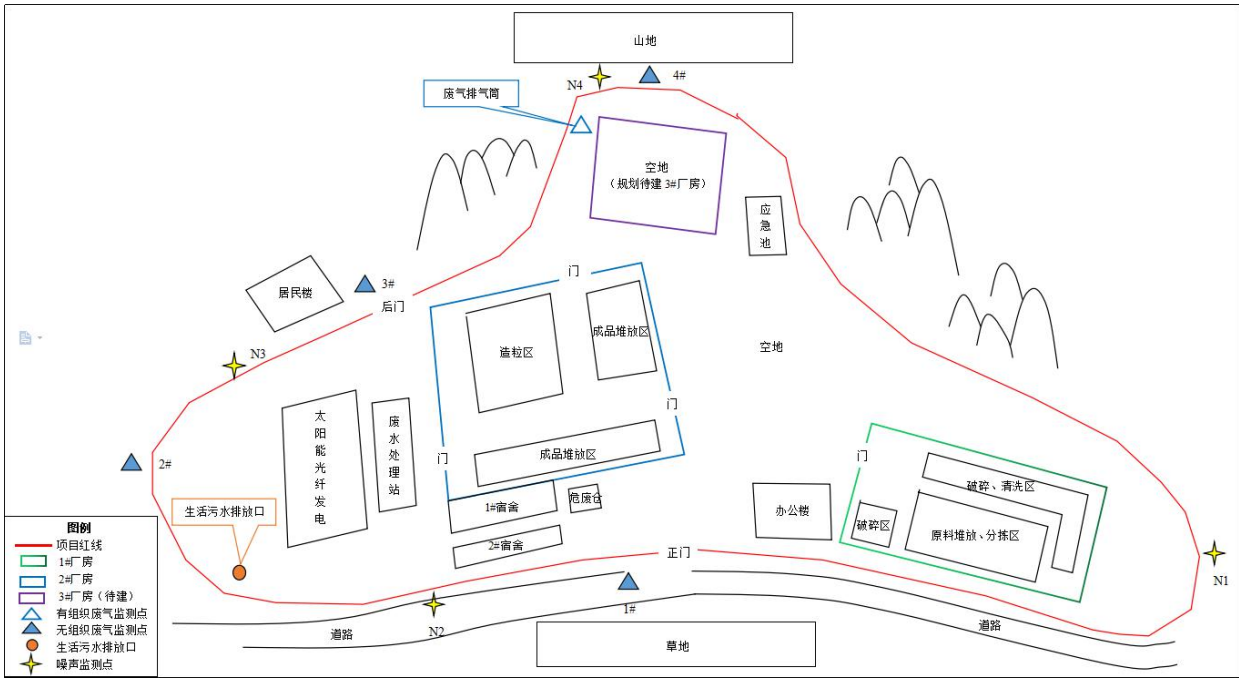 山地
N4
4#
废气排气筒
空地
（规划待建 3#厂房）
应急池
居民楼
3#
后门
门
成品堆放区
造粒区
空地
N3
太阳能光纤发电
废水处理站
门
门
成品堆放区
2#
生活污水排放口
1#宿舍
危废仓
2#宿舍
办公楼
门
破碎、清洗区
破碎区
原料堆放、分拣区
正门
N1
1#
N2
道路
道路
草地
图例
项目红线
1#厂房
2#厂房
3#厂房（待建）
有组织废气监测点
无组织废气监测点
生活污水排放口
噪声监测点